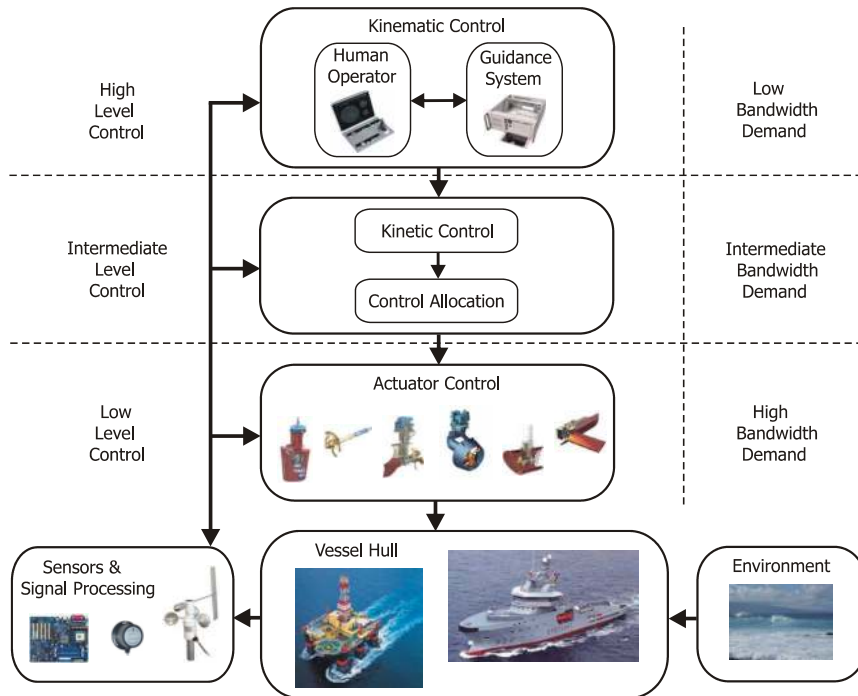 Kinematic Control
Human
Operator
Guidance
System
High
Level
Control
Low
Bandwidth
Demand
Kinetic Control
Control Allocation
Intermediate
Level
Control
Intermediate
Bandwidth
Demand
Actuator Control
Low
Level
Control
High
Bandwidth
Demand
Sensors &
Signal Processing
Vessel Hull
Environment